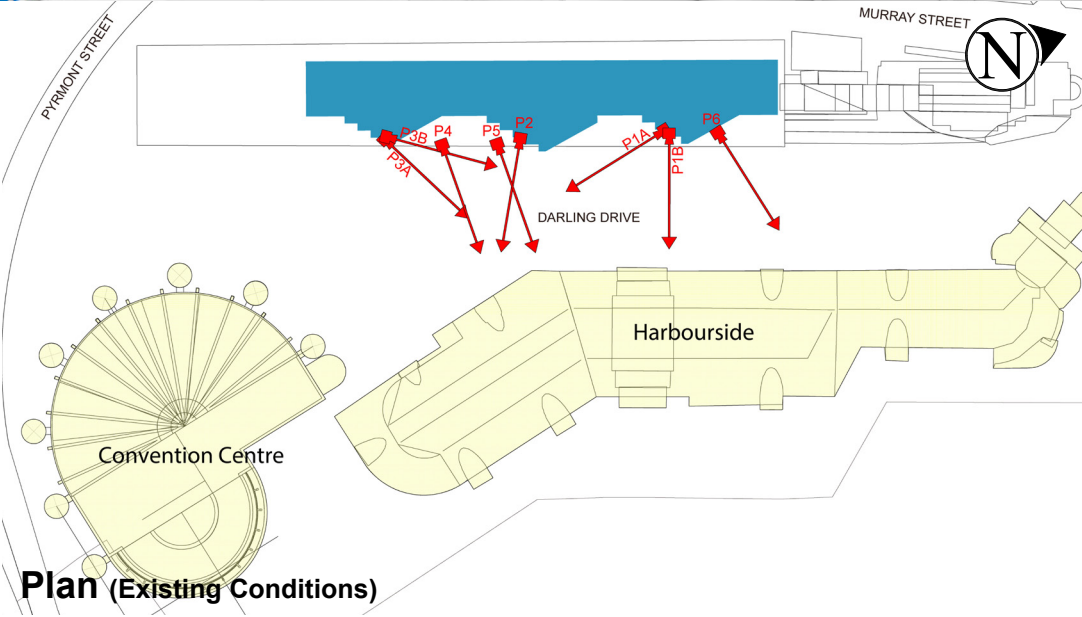 MURRAY STREET
N
PYRMONT STREET
P3B
P4
P5
P2
P1A
P1B
P6
P3A
DARLING DRIVE
Harbourside
Convention Centre
Plan (Existing Conditions)